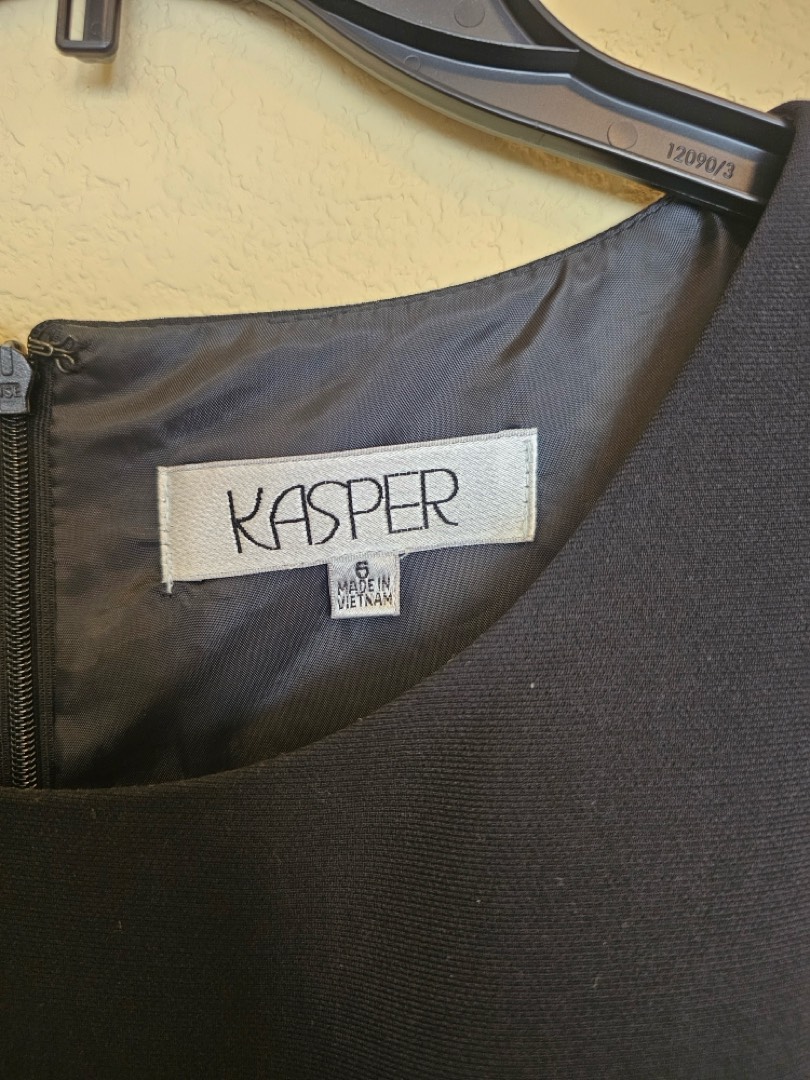 12090/3
KASPER
6
MADE IN
VIETNAM